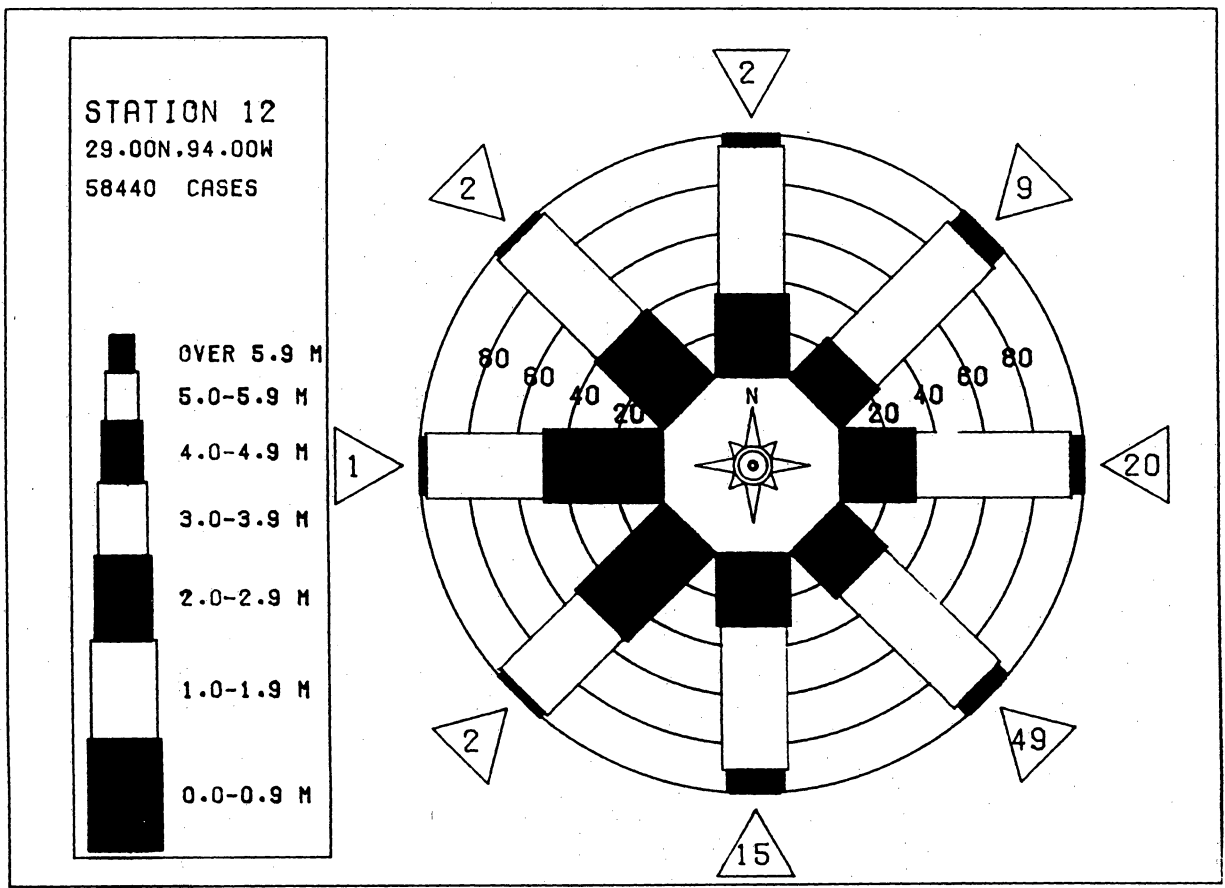 STATION 12
29.00N,94.00W
58440 CASES
OVER 5.9 M
5.0-5.9 M
4.0-4.9 M
3.0-3.9 M
2.0-2.9 M
1.0-1.9 M
0.0-0.9 M
2
2
9
80
60
40
20
N
20
40
60
80
1
20
2
49
15